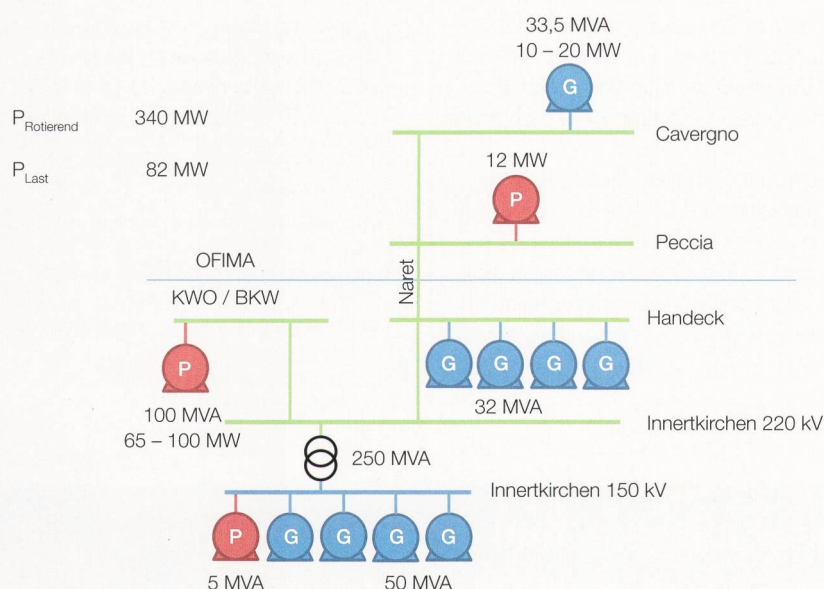 33,5 MVA
10 – 20 MW
G
P Rotierend 340 MW
Cavergno
12 MW
P Last 82 MW
P
Peccia
OFIMA
Naret
KWO / BKW
Handeck
P
G G G G
100 MVA
32 MVA
65 – 100 MW
Innertkirchen 220 kV
250 MVA
Innertkirchen 150 kV
P G G G G
5 MVA
50 MVA